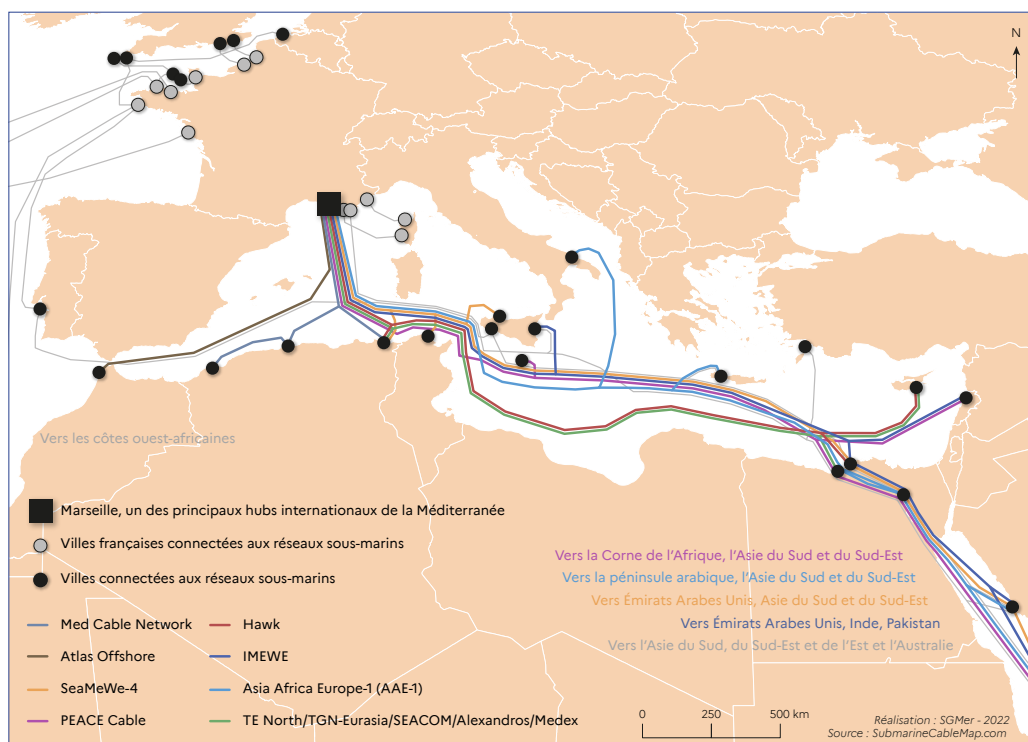 N
Vers les côtes ouest-africaines
Marseille, un des principaux hubs internationaux de la Méditerranée
Villes françaises connectées aux réseaux sous-marins
Villes connectées aux réseaux sous-marins
Med Cable Network
Hawk
Atlas Offshore
IMEWE
SeaMeWe-4
Asia Africa Europe-1 (AAE-1)
PEACE Cable
TE North/TGN-Eurasia/SEACOM/Alexandros/Medex
Vers la Corne de l'Afrique, l'Asie du Sud et du Sud-Est
Vers la péninsule arabique, l'Asie du Sud et du Sud-Est
Vers Émirats Arabes Unis, Asie du Sud et du Sud-Est
Vers Émirats Arabes Unis, Inde, Pakistan
Vers l'Asie du Sud, du Sud-Est et de l'Est et l'Australie
0 250 500 km
Réalisation : SGMer - 2022
Source : SubmarineCableMap.com